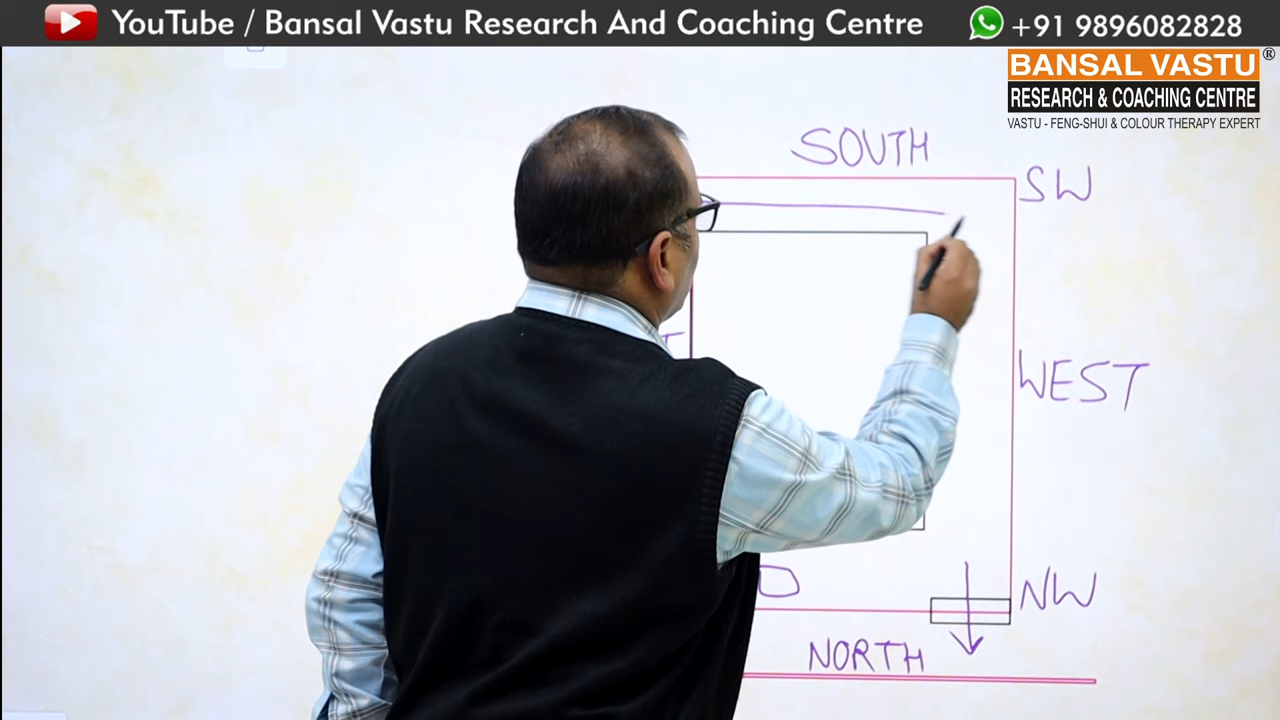 YouTube / Bansal Vastu Research And Coaching Centre +91 9896082828
BANSAL VASTU®
RESEARCH & COACHING CENTRE
VASTU - FENG-SHUI & COLOUR THERAPY EXPERT
SOUTH
SW
WEST
NW
NORTH